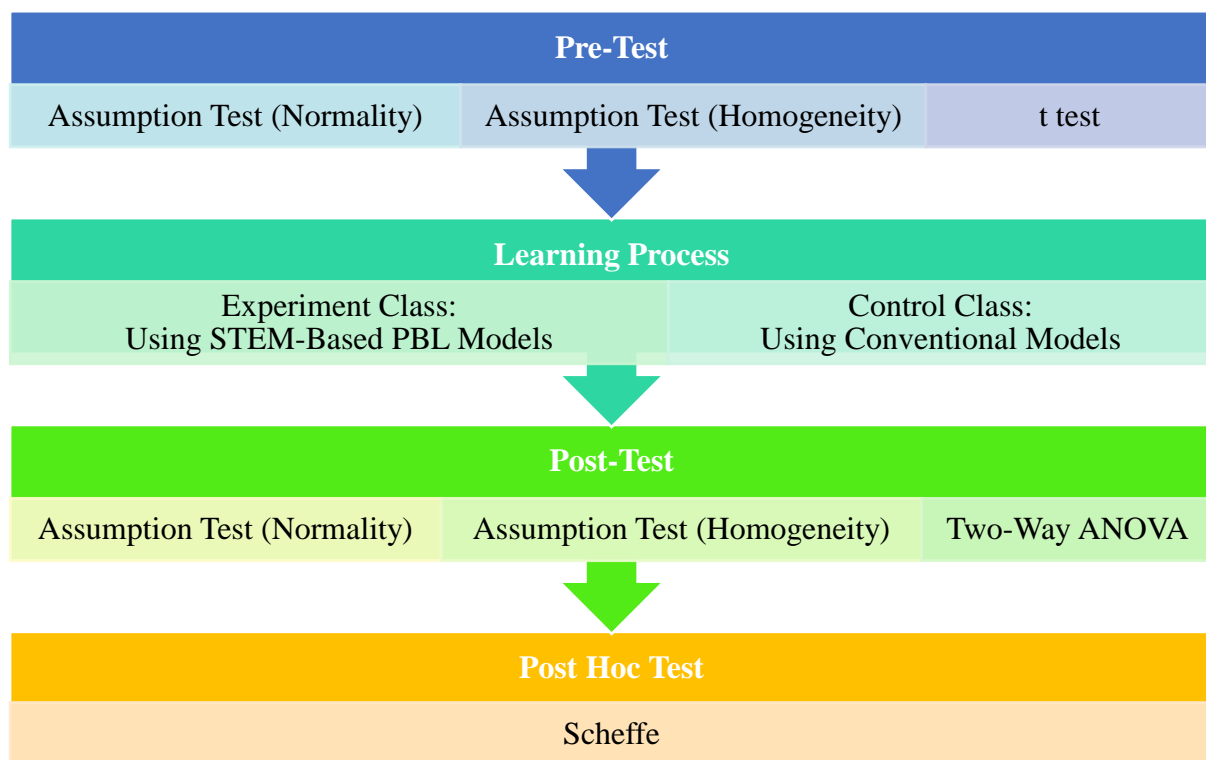 Pre-Test
Assumption Test (Normality)
Assumption Test (Homogeneity)
t test
Learning Process
Experiment Class:
Using STEM-Based PBL Models
Control Class:
Using Conventional Models
Post-Test
Assumption Test (Normality)
Assumption Test (Homogeneity)
Two-Way ANOVA
Post Hoc Test
Scheffe